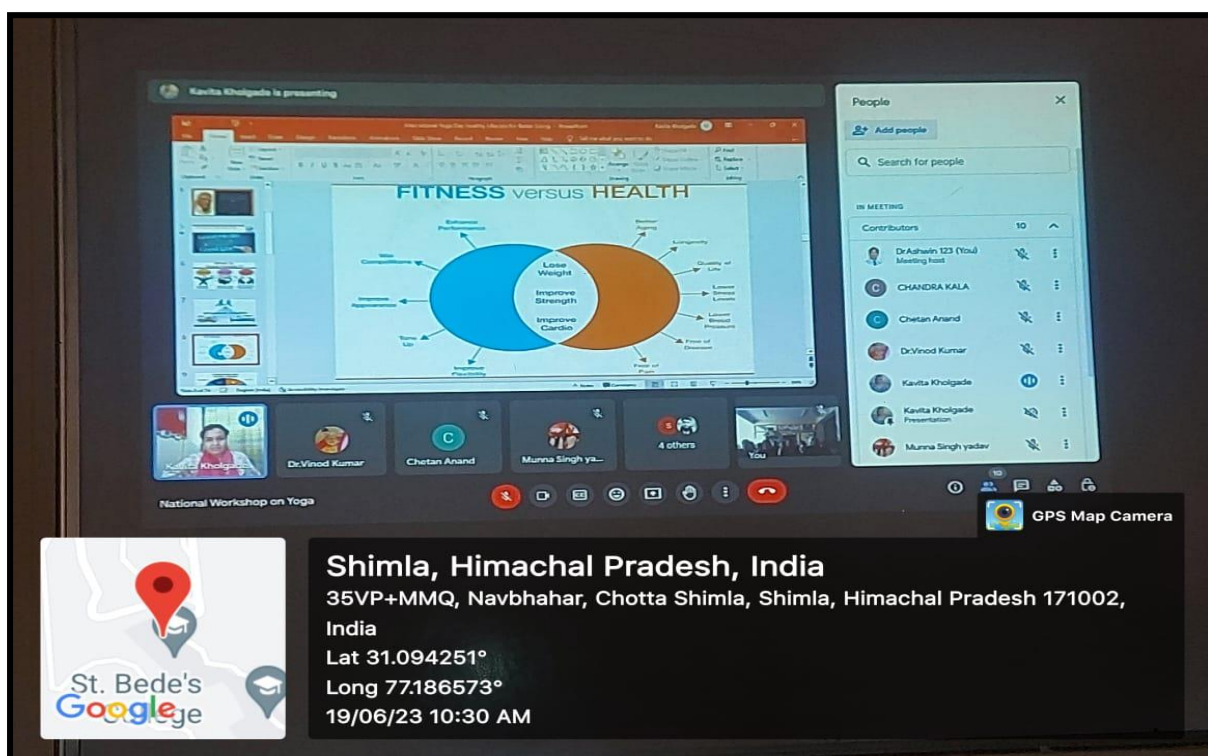 Kavita Kholgade is presenting
FITNESS versus HEALTH
Enhance
Performance
Win
Competitions
Improve
Appearance
Tone
Up
Improve
Flexibility
Lose
Weight
Improve
Strength
Improve
Cardio
Better
Aging
Longevity
Quality of
Life
Lower
Stress
Levels
Lower
Blood
Pressure
Free of
Disease
Free of
Pain
Kavita Kholgade
Dr.Vinod Kumar
Chetan Anand
Munna Singh ya...
4 others
You
National Workshop on Yoga
People
Add people
Search for people
IN MEETING
Contributors 10
Dr.Ashwin 123 (You)
Meeting host
CHANDRA KALA
Chetan Anand
Dr.Vinod Kumar
Kavita Kholgade
Kavita Kholgade
Presentation
Munna Singh yadav
10
GPS Map Camera
St. Bede's
College
Google
Shimla, Himachal Pradesh, India
35VP+MMQ, Navbhahar, Chotta Shimla, Shimla, Himachal Pradesh 171002,
India
Lat 31.094251°
Long 77.186573°
19/06/23 10:30 AM